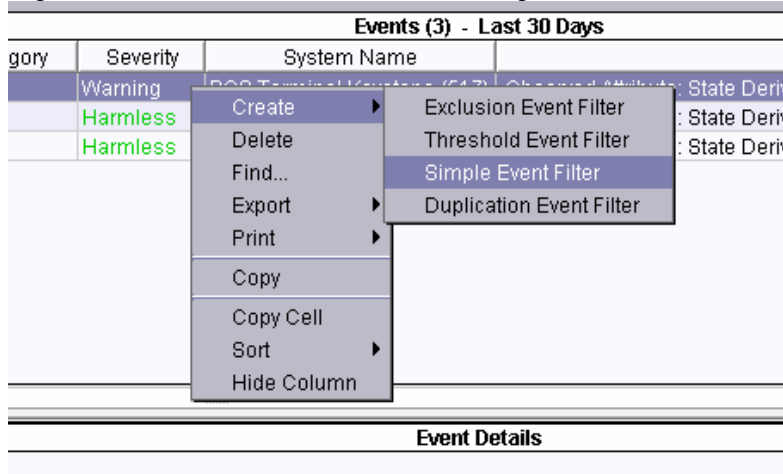 Events (3) - Last 30 Days
gory Severity System Name
Warning
Harmless : State Deriv
Harmless : State Deriv
: State Deriv
Create Exclusion Event Filter
Delete Threshold Event Filter
Find... Simple Event Filter
Export Duplication Event Filter
Print
Copy
Copy Cell
Sort
Hide Column
Event Details